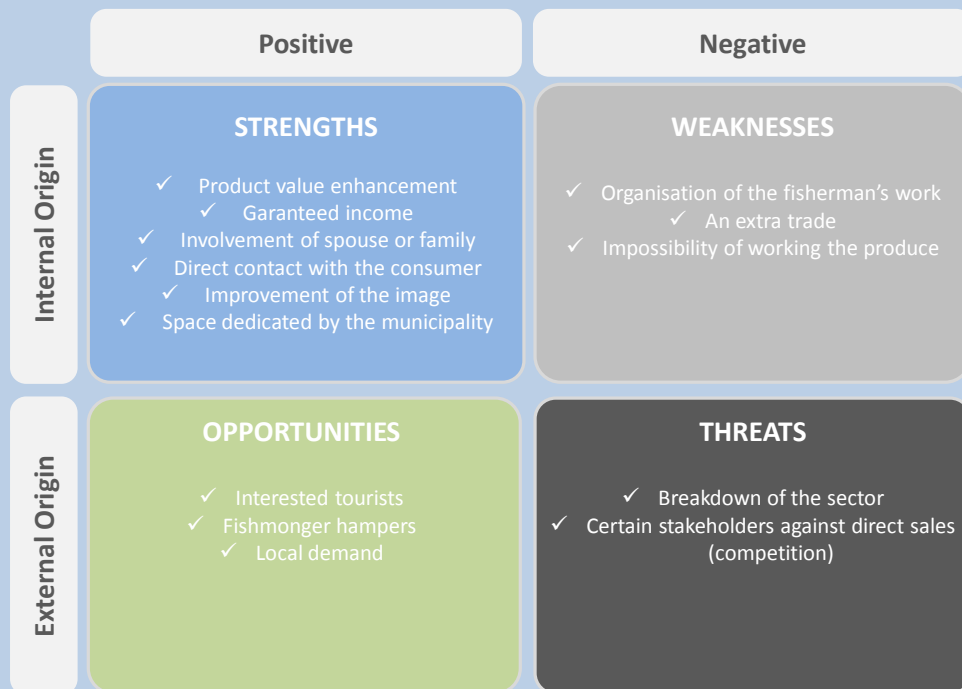 Positive
Negative
Internal Origin
STRENGTHS
✓ Product value enhancement
✓ Garanteed income
✓ Involvement of spouse or family
✓ Direct contact with the consumer
✓ Improvement of the image
✓ Space dedicated by the municipality
WEAKNESSES
✓ Organisation of the fisherman’s work
✓ An extra trade
✓ Impossibility of working the produce
External Origin
OPPORTUNITIES
✓ Interested tourists
✓ Fishmonger hampers
✓ Local demand
THREATS
✓ Breakdown of the sector
✓ Certain stakeholders against direct sales
(competition)